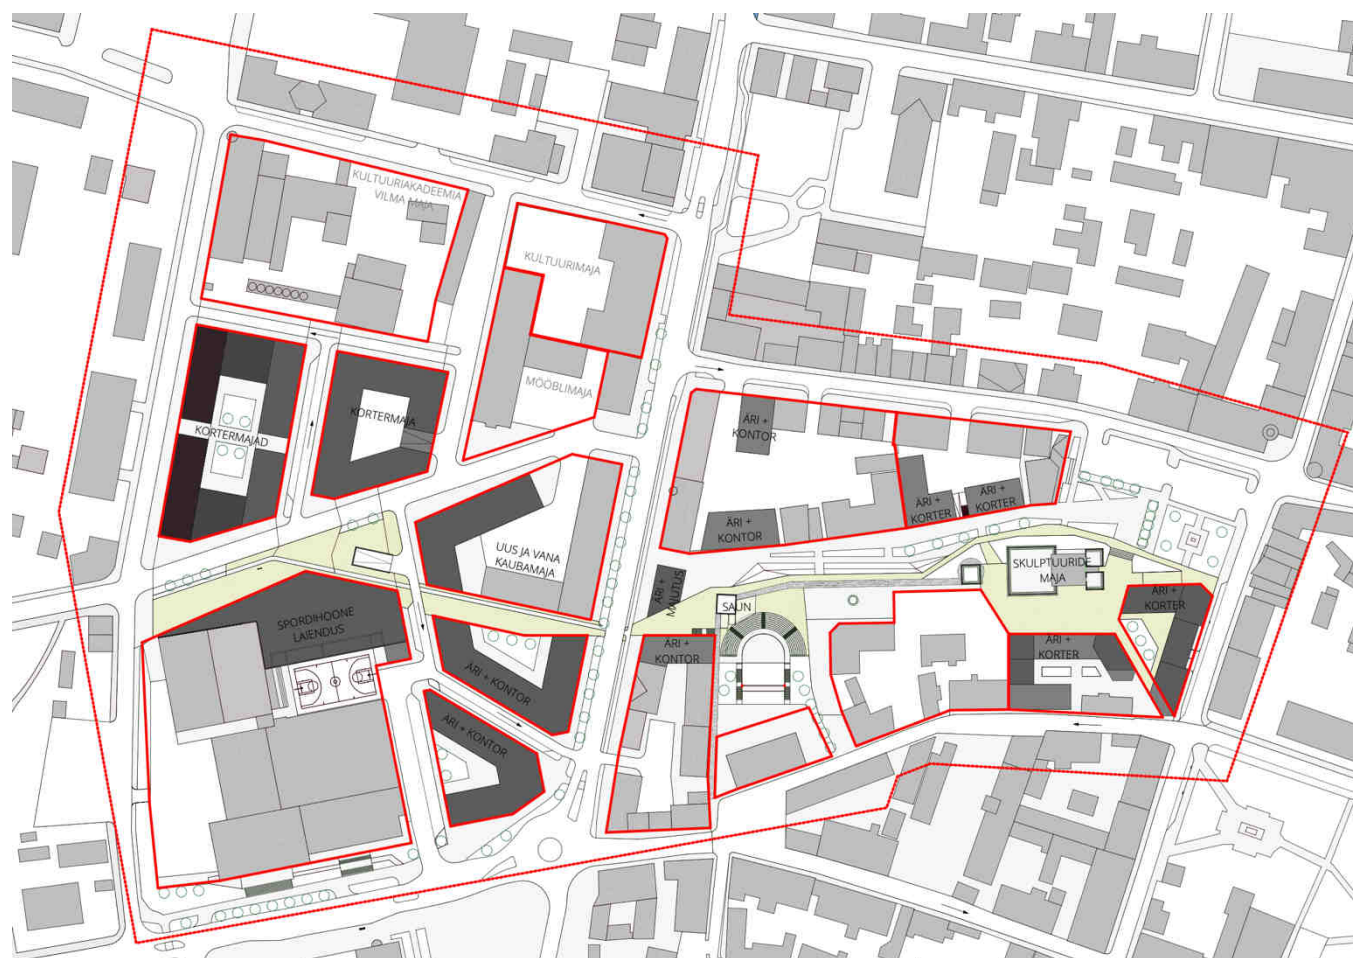 KULTUURIAKADEEMIA
VILMA MAJA
KULTUURIMAJA
MÖÖBLIMAJA
KORTERMAJAD
KORTERMAJA
ÄRI +
KONTOR
ÄRI +
KONTOR
ÄRI +
KORTER
ÄRI +
KORTER
UUS JA VANA
KAUBAMAJA
ÄRI +
MAJUTUS
SAUN
SKULPTUURIDE
MAJA
ÄRI +
KORTER
ÄRI +
KORTER
SPORDIHOONE
LAIENDUS
ÄRI + KONTOR
ÄRI +
KONTOR
ÄRI + KONTOR